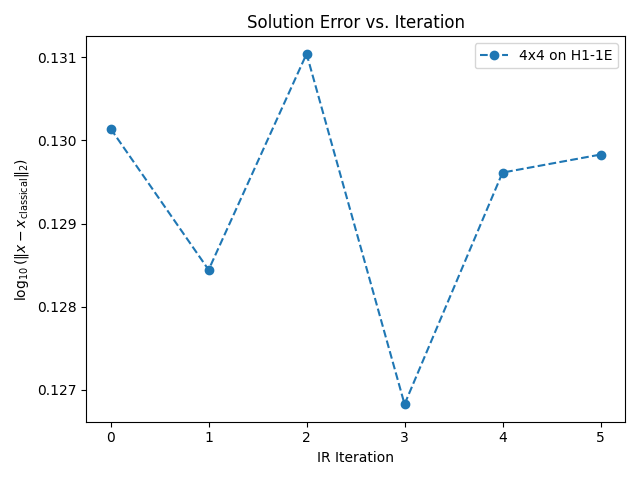 Solution Error vs. Iteration
4x4 on H1-1E
log₁₀(‖x − x_classical‖₂)
0.131
0.130
0.129
0.128
0.127
0 1 2 3 4 5
IR Iteration